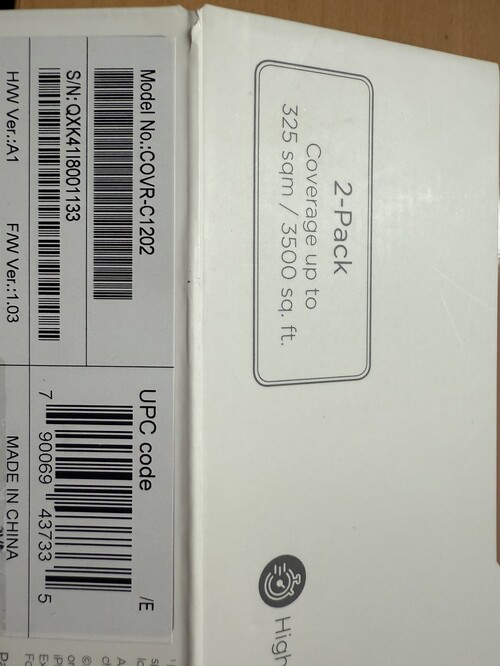 2-Pack
Coverage up to
325 sqm / 3500 sq. ft.
High
Model No.:COVR-C1202
S/N: QXK41I8001133
H/W Ver.:A1 F/W Ver.:1.03
UPC code
/E
7 90069 43733 5
MADE IN CHINA